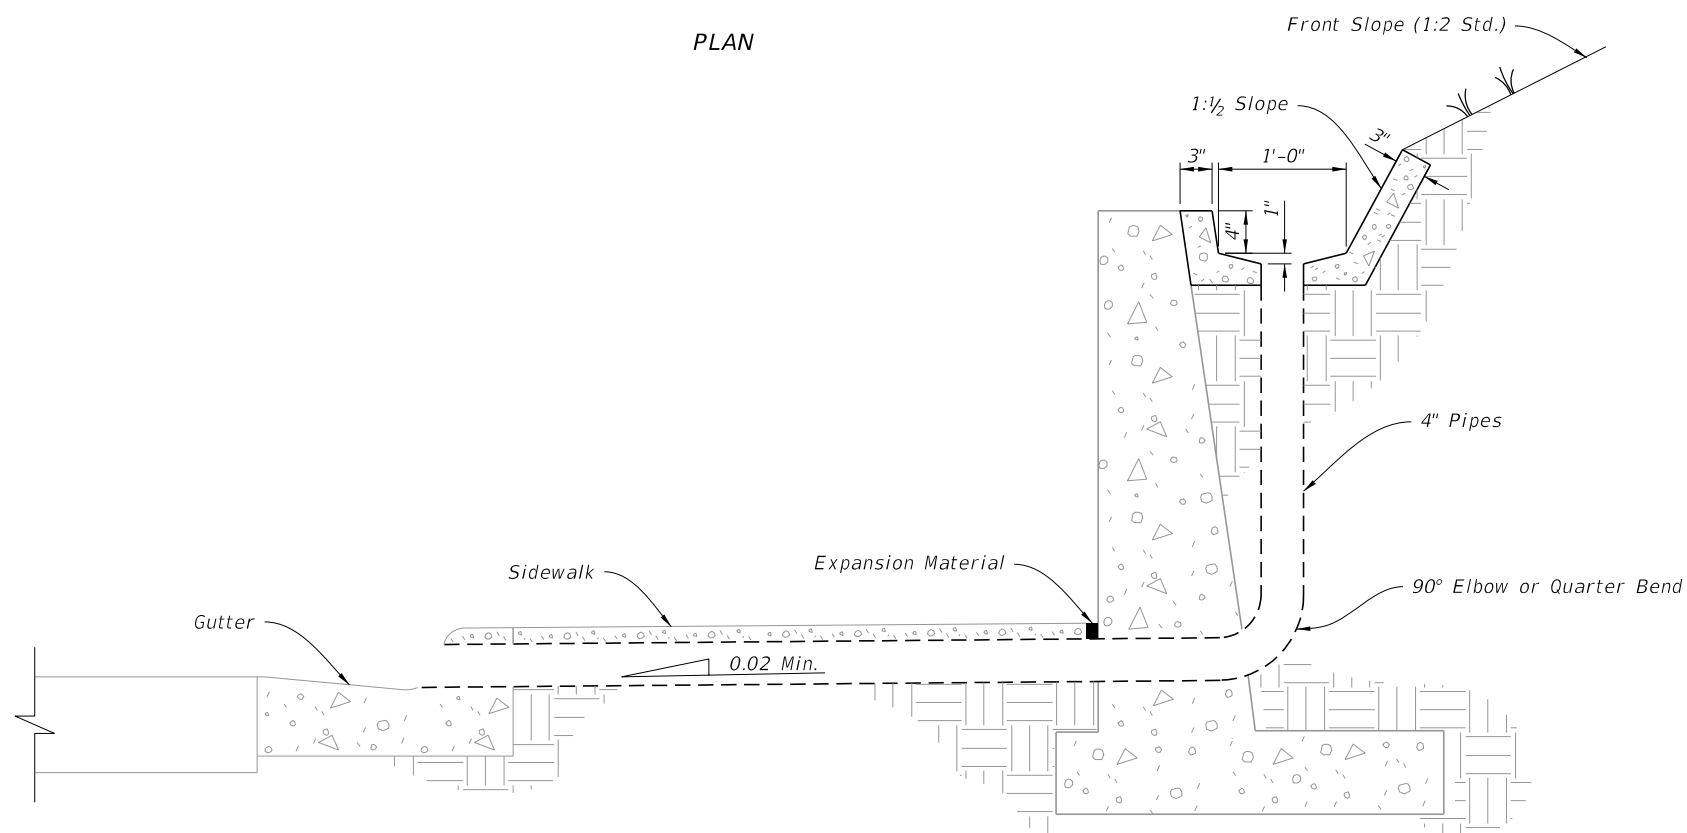 PLAN
Front Slope (1:2 Std.)
1:½ Slope
3"
3"
1'-0"
1"
4"
4" Pipes
Expansion Material
Sidewalk
90° Elbow or Quarter Bend
Gutter
0.02 Min.